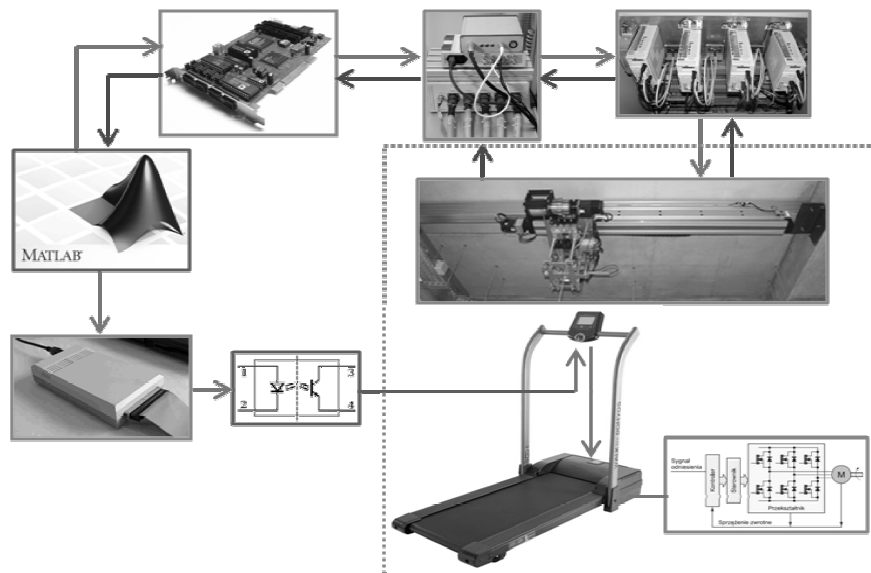 MATLAB®
1
3
2
4
Sygnał
odniesienia
Kontroler
Sterownik
M
Przekształtnik
Sprzężenie zwrotne